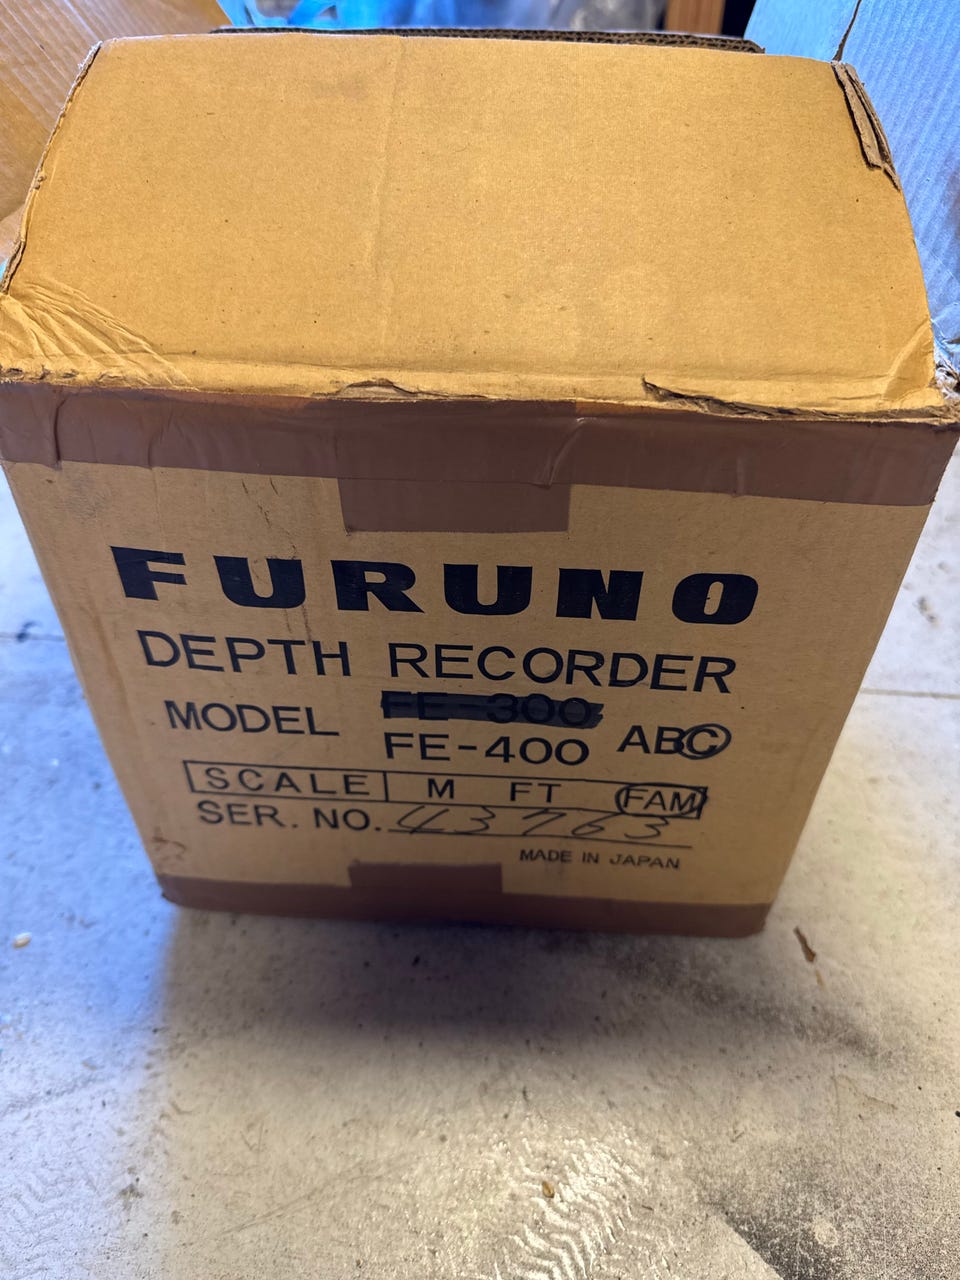 FURUNO
DEPTH RECORDER
MODEL FE-300
FE-400 ABC
SCALE M FT FAM
SER. NO. 43763
MADE IN JAPAN